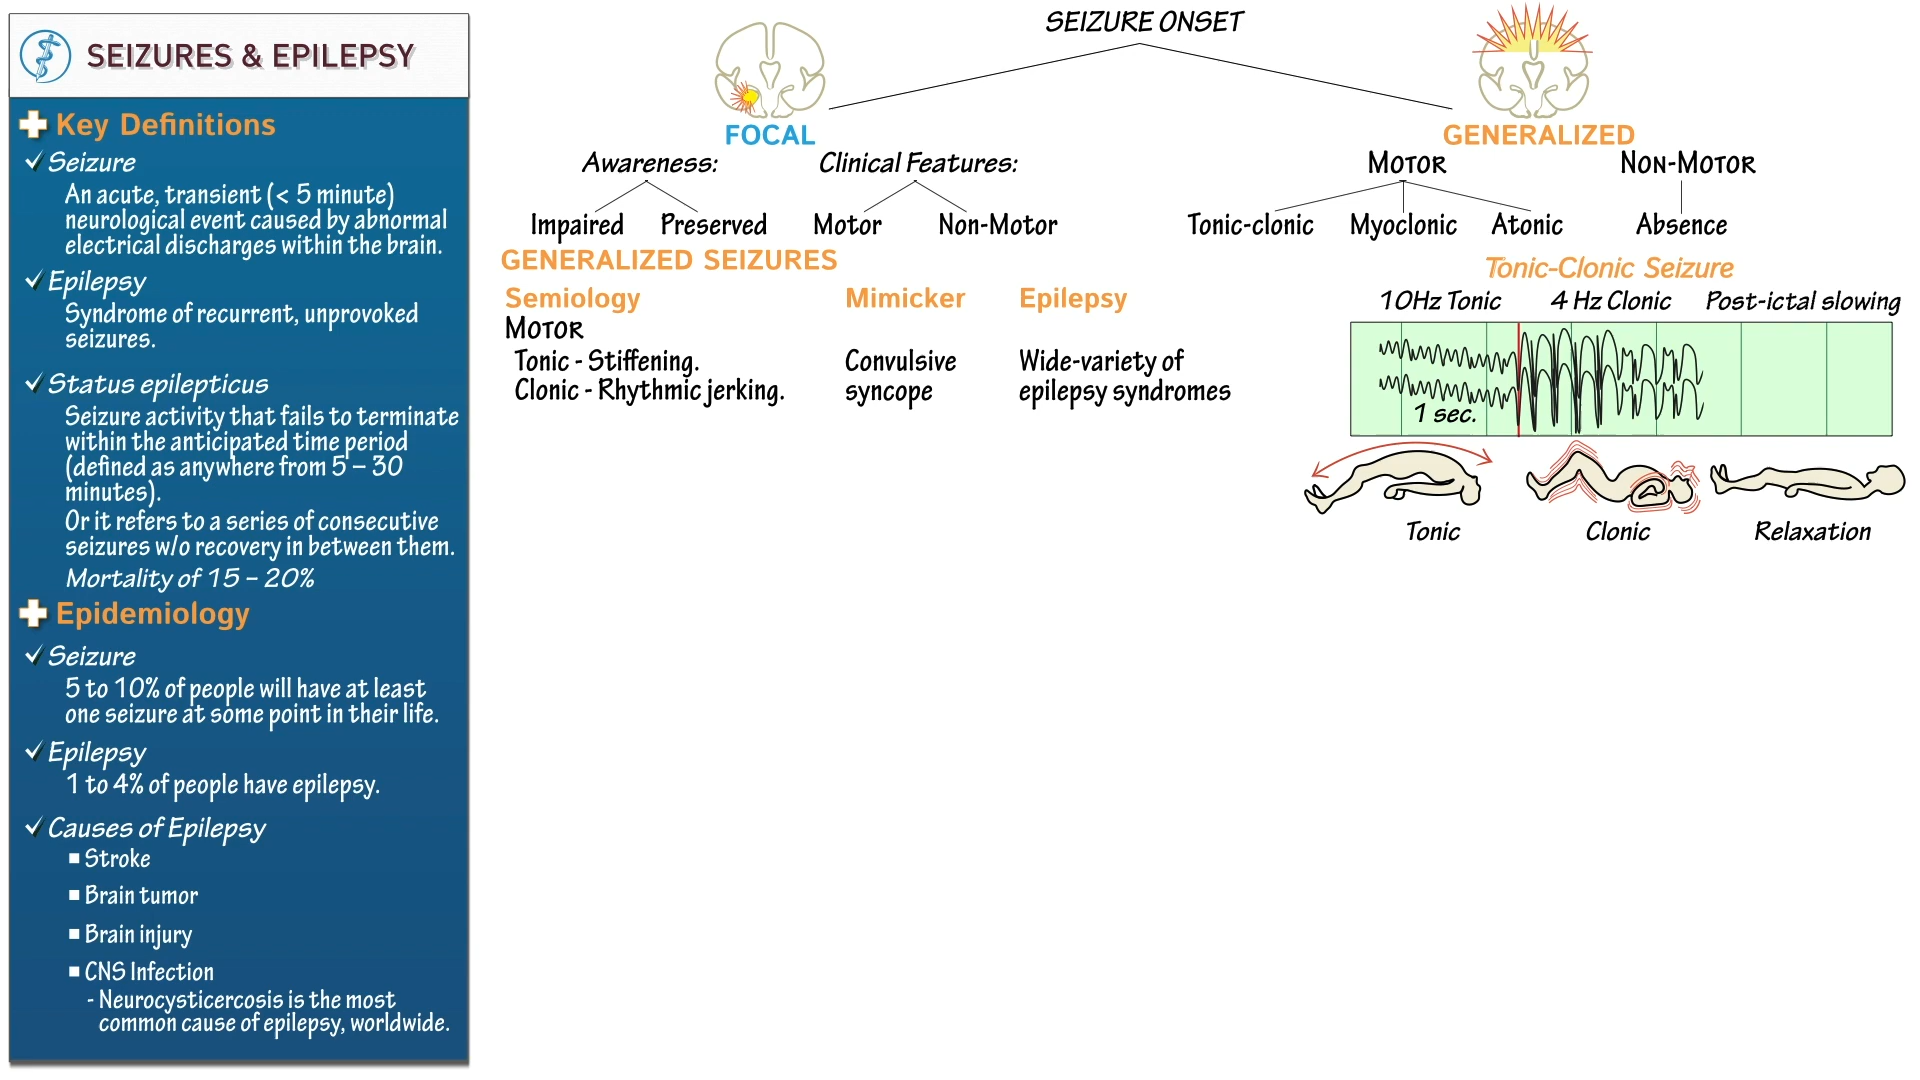 SEIZURES & EPILEPSY
Key Definitions
Seizure
An acute, transient (< 5 minute)
neurological event caused by abnormal
electrical discharges within the brain.
Epilepsy
Syndrome of recurrent, unprovoked
seizures.
Status epilepticus
Seizure activity that fails to terminate
within the anticipated time period
(defined as anywhere from 5 – 30
minutes).
Or it refers to a series of consecutive
seizures w/o recovery in between them.
Mortality of 15 – 20%
Epidemiology
Seizure
5 to 10% of people will have at least
one seizure at some point in their life.
Epilepsy
1 to 4% of people have epilepsy.
Causes of Epilepsy
Stroke
Brain tumor
Brain injury
CNS Infection
- Neurocysticercosis is the most
common cause of epilepsy, worldwide.
SEIZURE ONSET
FOCAL
Awareness: Clinical Features:
Impaired Preserved Motor Non-Motor
GENERALIZED
MOTOR NON-MOTOR
Tonic-clonic Myoclonic Atonic Absence
GENERALIZED SEIZURES
Semiology Mimicker Epilepsy
MOTOR
Tonic - Stiffening. Convulsive Wide-variety of
Clonic - Rhythmic jerking. syncope epilepsy syndromes
Tonic-Clonic Seizure
10Hz Tonic 4 Hz Clonic Post-ictal slowing
1 sec.
Tonic Clonic Relaxation